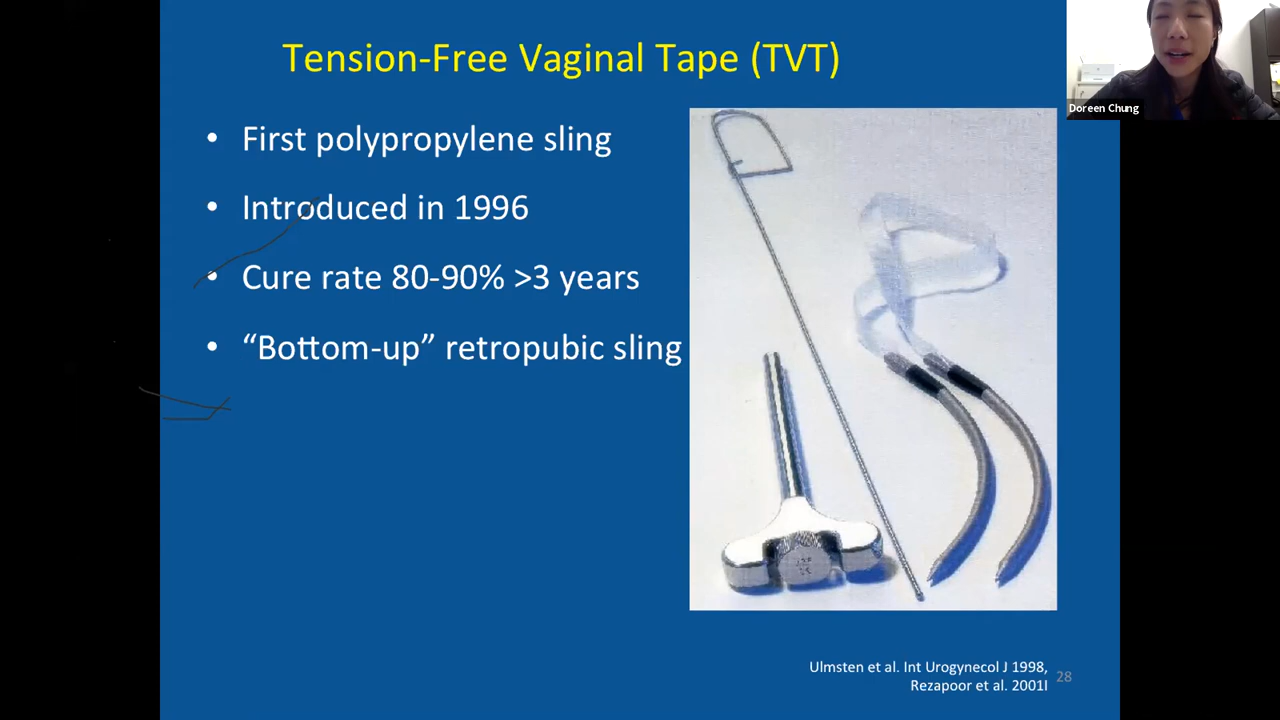 Tension-Free Vaginal Tape (TVT)
Doreen Chung
• First polypropylene sling
• Introduced in 1996
• Cure rate 80-90% >3 years
• “Bottom-up” retropubic sling
Ulmsten et al. Int Urogynecol J 1998,
Rezapoor et al. 2001I
28